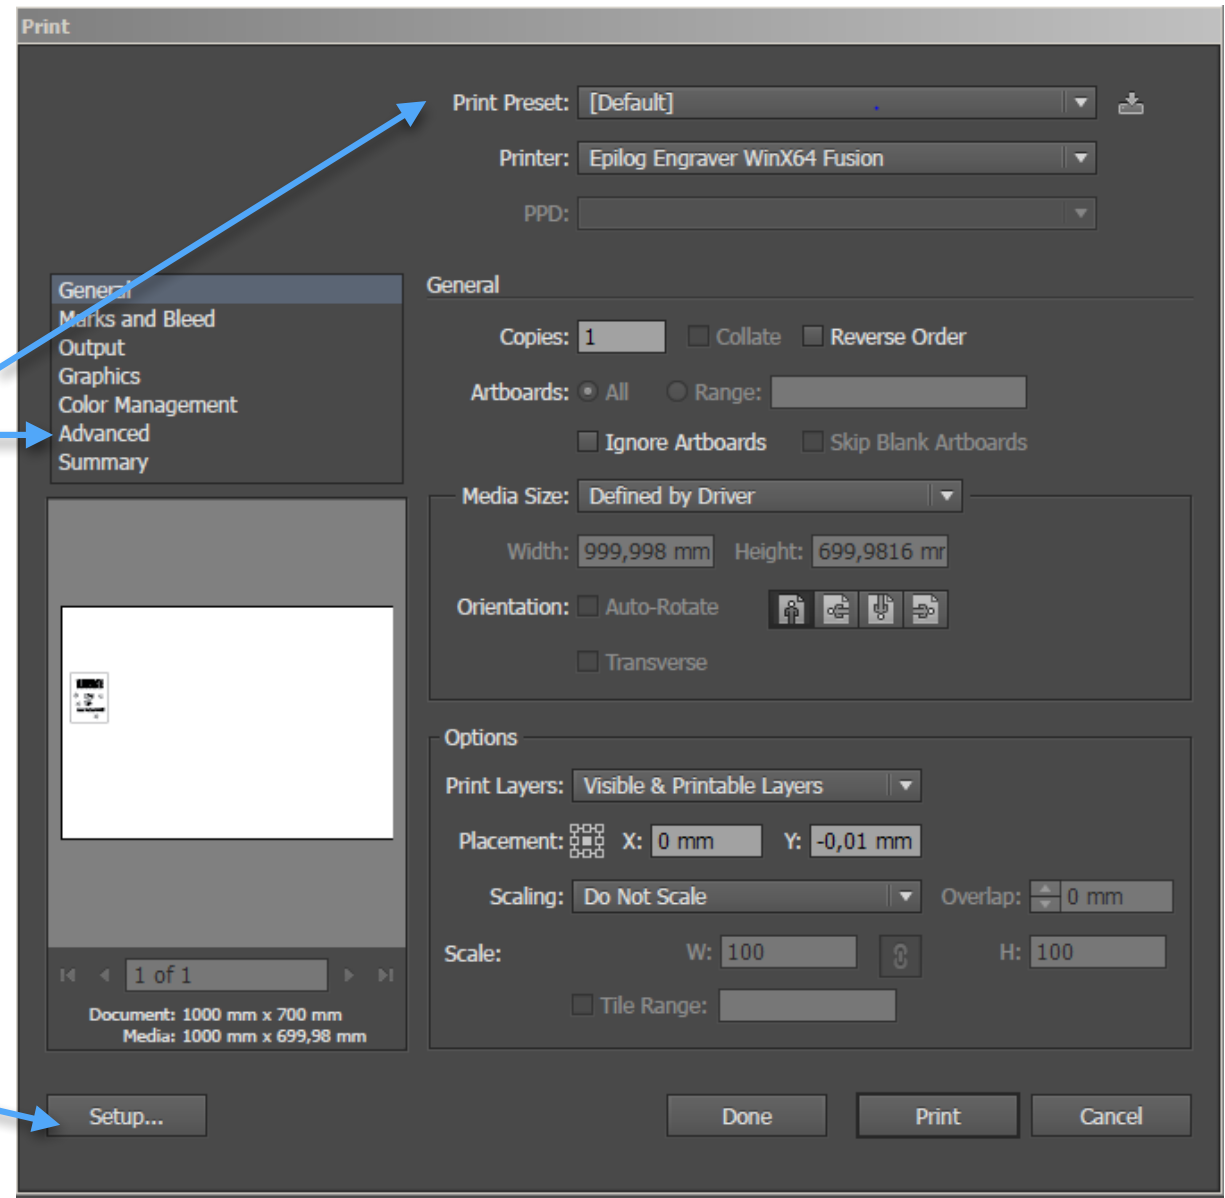 Print
Print Preset: [Default]
Printer: Epilog Engraver WinX64 Fusion
PPD:
General
Marks and Bleed
Output
Graphics
Color Management
Advanced
Summary
General
Copies: 1 Collate Reverse Order
Artboards: All Range:
Ignore Artboards Skip Blank Artboards
Media Size: Defined by Driver
Width: 999,998 mm Height: 699,9816 mr
Orientation: Auto-Rotate
Transverse
Options
Print Layers: Visible & Printable Layers
Placement: X: 0 mm Y: -0,01 mm
Scaling: Do Not Scale Overlap: 0 mm
Scale: W: 100 H: 100
Tile Range:
1 of 1
Document: 1000 mm x 700 mm
Media: 1000 mm x 699,98 mm
Setup... Done Print Cancel